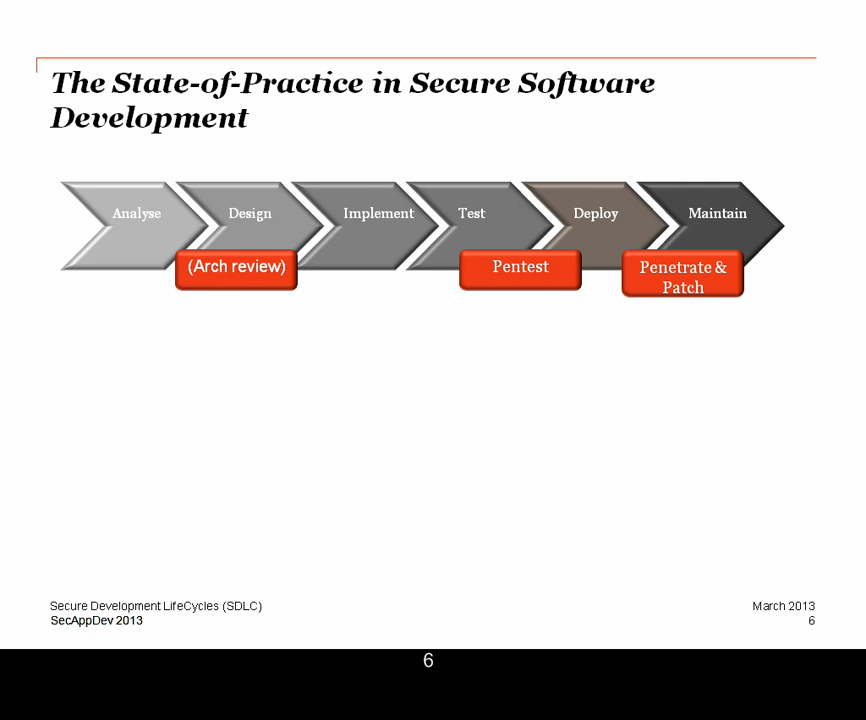 The State-of-Practice in Secure Software
Development
Analyse
Design
Implement
Test
Deploy
Maintain
(Arch review)
Pentest
Penetrate &
Patch
Secure Development LifeCycles (SDLC)
March 2013
SecAppDev 2013
6
6